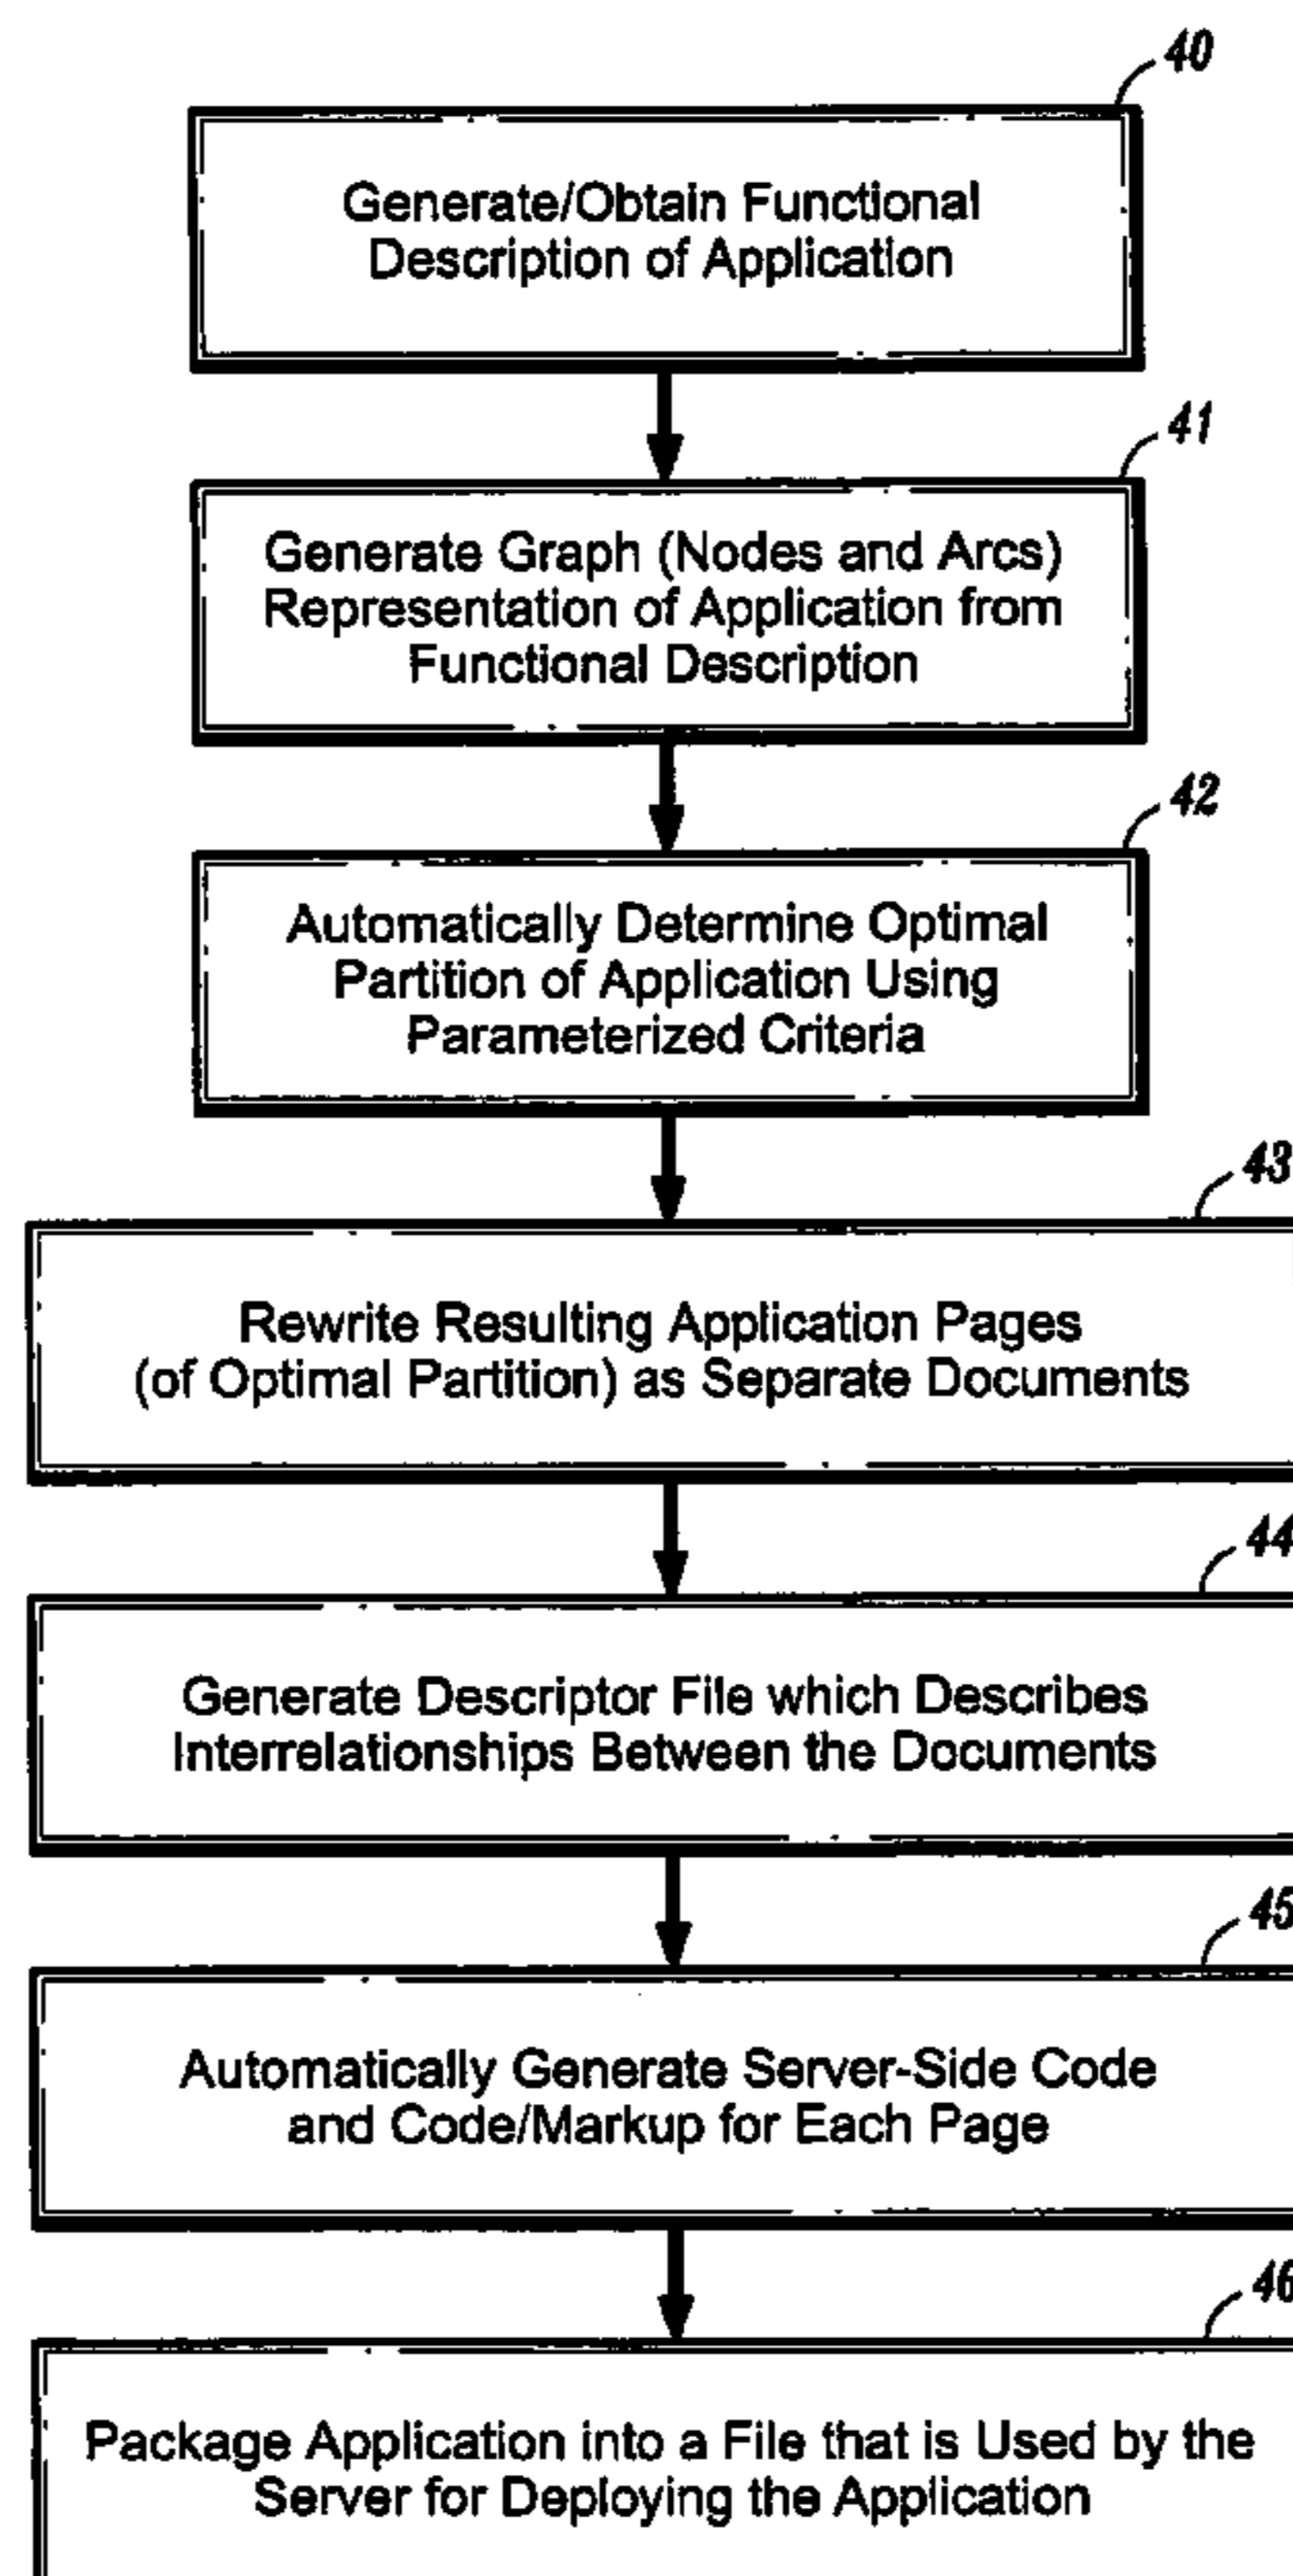 40
Generate/Obtain Functional
Description of Application
41
Generate Graph (Nodes and Arcs)
Representation of Application from
Functional Description
42
Automatically Determine Optimal
Partition of Application Using
Parameterized Criteria
43
Rewrite Resulting Application Pages
(of Optimal Partition) as Separate Documents
44
Generate Descriptor File which Describes
Interrelationships Between the Documents
45
Automatically Generate Server-Side Code
and Code/Markup for Each Page
46
Package Application into a File that is Used by the
Server for Deploying the Application